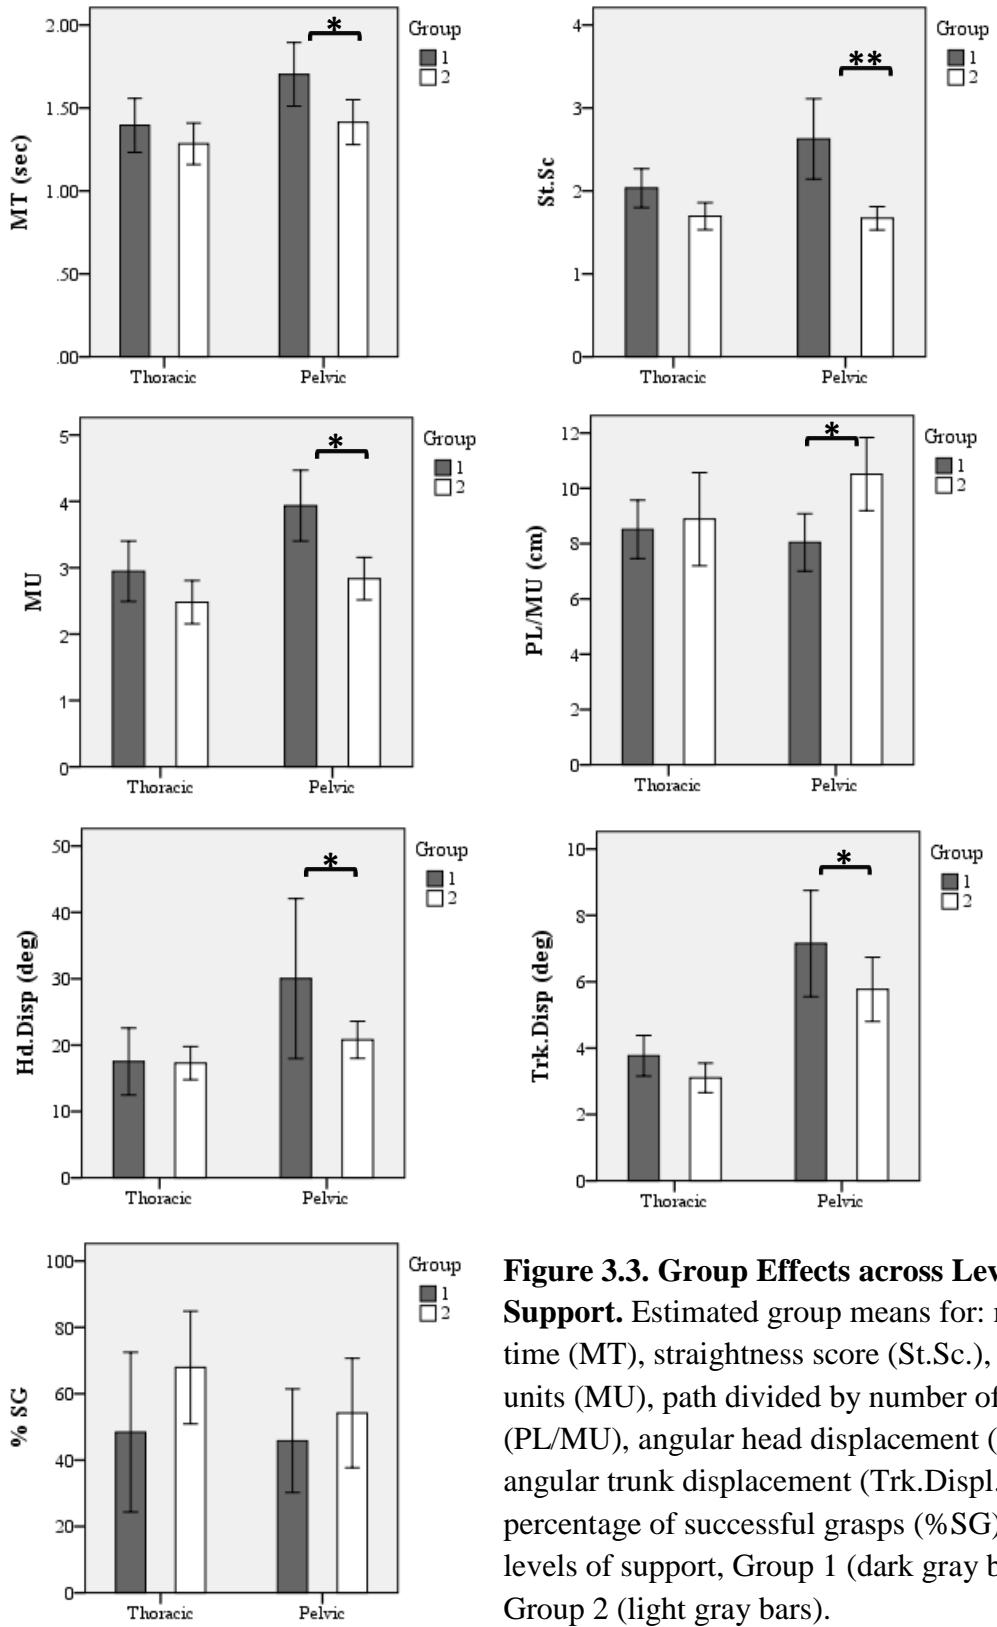 2.00
1.50
1.00
.50
.00
MT (sec)
Thoracic
Pelvic
*
Group
1
2
4
3
2
1
0
St.Sc
Thoracic
Pelvic
**
Group
1
2
5
4
3
2
1
0
MU
Thoracic
Pelvic
*
Group
1
2
12
10
8
6
4
2
0
PL/MU (cm)
Thoracic
Pelvic
*
Group
1
2
50
40
30
20
10
0
Hd.Disp (deg)
Thoracic
Pelvic
*
Group
1
2
10
8
6
4
2
0
Trk.Disp (deg)
Thoracic
Pelvic
*
Group
1
2
100
80
60
40
20
0
% SG
Thoracic
Pelvic
Group
1
2
Figure 3.3. Group Effects across Lev
Support. Estimated group means for:
time (MT), straightness score (St.Sc.),
units (MU), path divided by number of
(PL/MU), angular head displacement (
angular trunk displacement (Trk.Displ.
percentage of successful grasps (%SG)
levels of support, Group 1 (dark gray b
Group 2 (light gray bars).